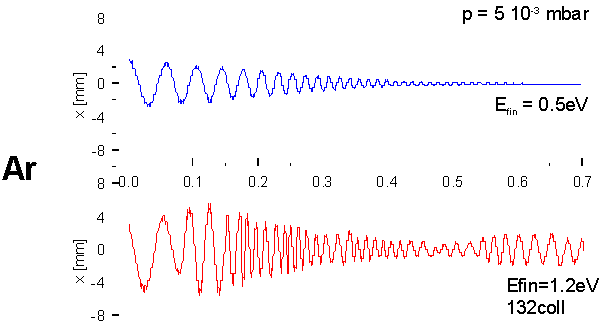 p = 5 10⁻³ mbar
8
4
0
-4
-8
x [mm]
E_fin = 0.5eV
Ar
0.0 0.1 0.2 0.3 0.4 0.5 0.6 0.7
8
4
0
-4
-8
x [mm]
Efin=1.2eV
132coll